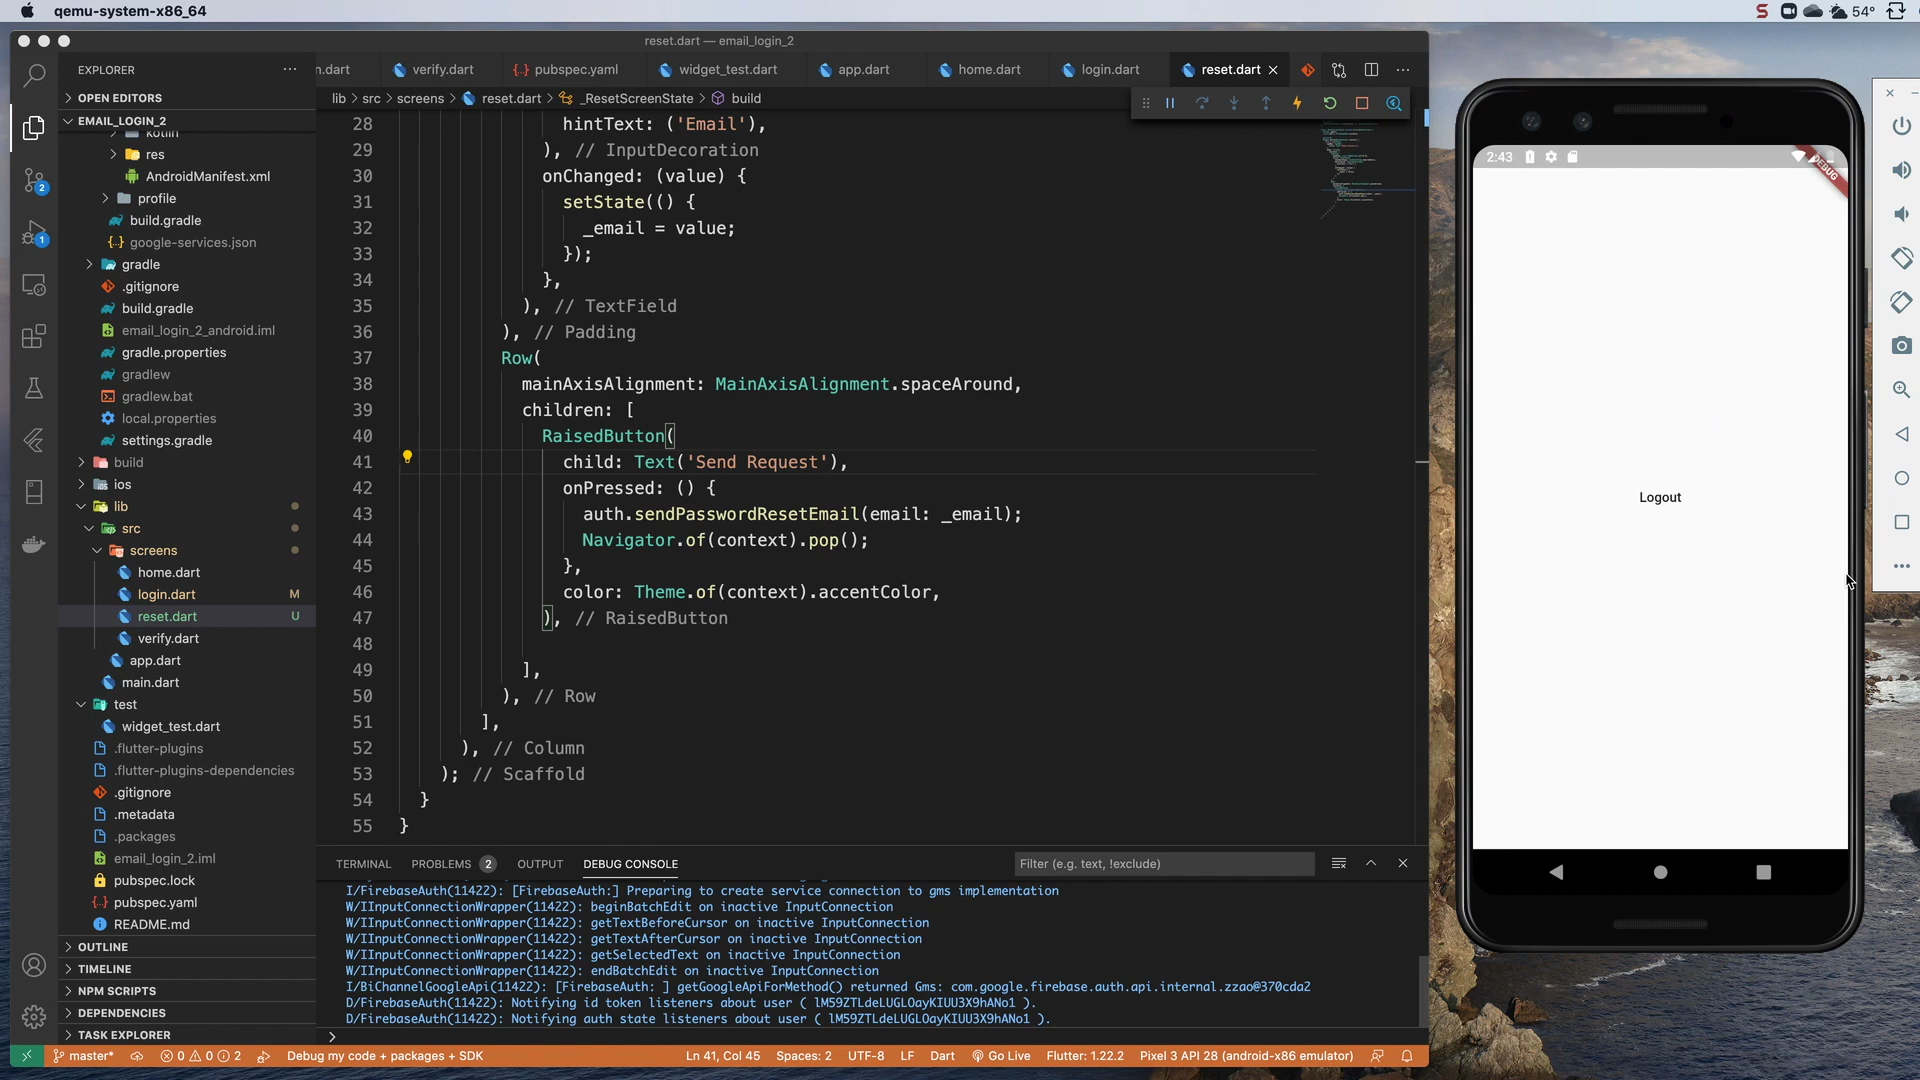 qemu-system-x86_64
54°
reset.dart — email_login_2
EXPLORER
n.dart
verify.dart
pubspec.yaml
widget_test.dart
app.dart
home.dart
login.dart
reset.dart
OPEN EDITORS
EMAIL_LOGIN_2
kotlin
res
AndroidManifest.xml
profile
build.gradle
google-services.json
gradle
.gitignore
build.gradle
email_login_2_android.iml
gradle.properties
gradlew
gradlew.bat
local.properties
settings.gradle
build
ios
lib
src
screens
home.dart
login.dart M
reset.dart U
verify.dart
app.dart
main.dart
test
widget_test.dart
.flutter-plugins
.flutter-plugins-dependencies
.gitignore
.metadata
.packages
email_login_2.iml
pubspec.lock
pubspec.yaml
README.md
OUTLINE
TIMELINE
NPM SCRIPTS
DEPENDENCIES
TASK EXPLORER
2
1
lib > src > screens > reset.dart > _ResetScreenState > build
28 hintText: ('Email'),
29 ), // InputDecoration
30 onChanged: (value) {
31 setState(() {
32 _email = value;
33 });
34 },
35 ), // TextField
36 ), // Padding
37 Row(
38 mainAxisAlignment: MainAxisAlignment.spaceAround,
39 children: [
40 RaisedButton(
41 child: Text('Send Request'),
42 onPressed: () {
43 auth.sendPasswordResetEmail(email: _email);
44 Navigator.of(context).pop();
45 },
46 color: Theme.of(context).accentColor,
47 ), // RaisedButton
48
49 ],
50 ), // Row
51 ],
52 ), // Column
53 ); // Scaffold
54 }
55 }
TERMINAL
PROBLEMS 2
OUTPUT
DEBUG CONSOLE
Filter (e.g. text, !exclude)
I/FirebaseAuth(11422): [FirebaseAuth:] Preparing to create service connection to gms implementation
W/IInputConnectionWrapper(11422): beginBatchEdit on inactive InputConnection
W/IInputConnectionWrapper(11422): getTextBeforeCursor on inactive InputConnection
W/IInputConnectionWrapper(11422): getTextAfterCursor on inactive InputConnection
W/IInputConnectionWrapper(11422): getSelectedText on inactive InputConnection
W/IInputConnectionWrapper(11422): endBatchEdit on inactive InputConnection
I/BiChannelGoogleApi(11422): [FirebaseAuth: ] getGoogleApiForMethod() returned Gms: com.google.firebase.auth.api.internal.zzao@370cda2
D/FirebaseAuth(11422): Notifying id token listeners about user ( lM59ZTLdeLUGLOayKIUU3X9hANo1 ).
D/FirebaseAuth(11422): Notifying auth state listeners about user ( lM59ZTLdeLUGLOayKIUU3X9hANo1 ).
master*
0 0 2
Debug my code + packages + SDK
Ln 41, Col 45
Spaces: 2
UTF-8
LF
Dart
Go Live
Flutter: 1.22.2
Pixel 3 API 28 (android-x86 emulator)
2:43
DEBUG
Logout